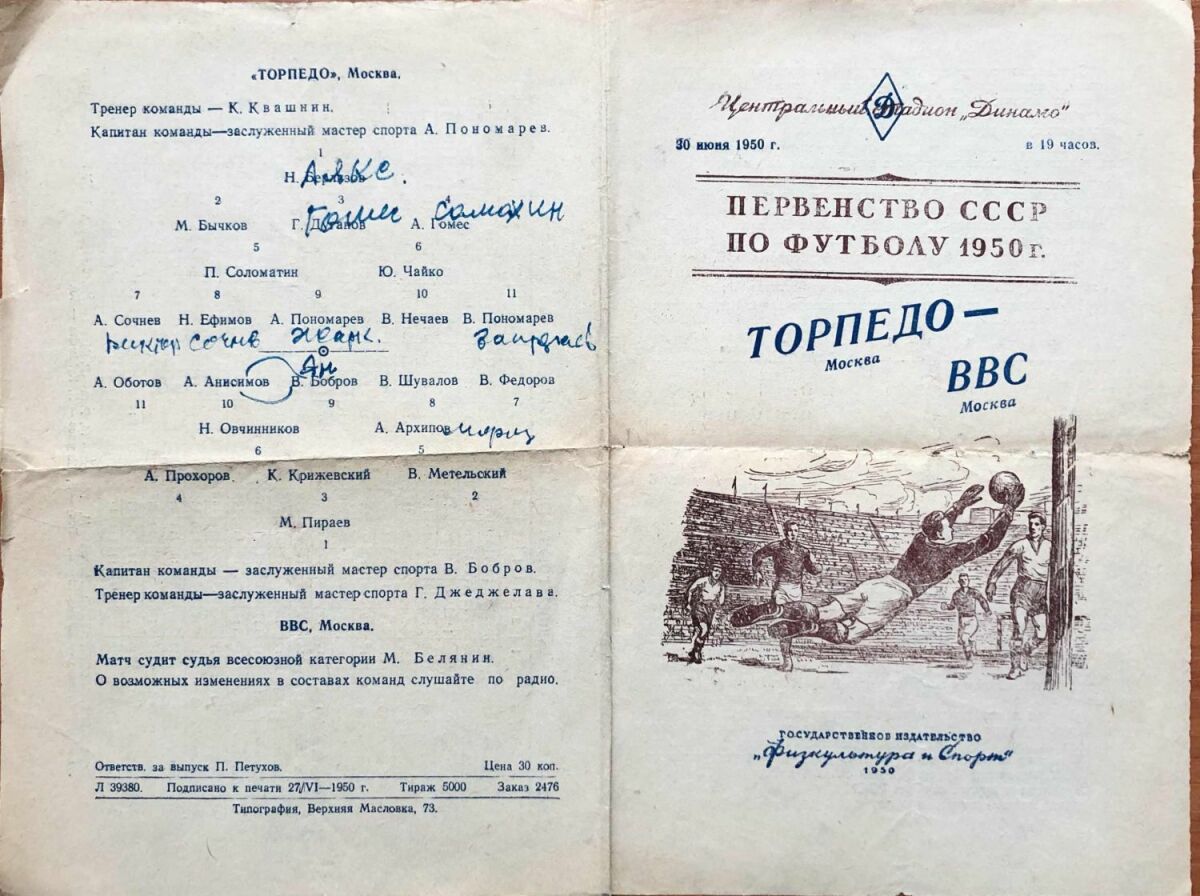 «ТОРПЕДО», Москва.
Тренер команды — К. Квашнин.
Капитан команды—заслуженный мастер спорта А. Пономарев.
1
Н.
2 3
Гомес Самохин
М. Бычков Г. А. Гомес
5 6
П. Соломатин Ю. Чайко
7 8 9 10 11
А. Сочнев Н. Ефимов А. Пономарев В. Нечаев В. Пономарев
Сочнев
Ан
А. Оботов А. Анисимов В. Бобров В. Шувалов В. Федоров
11 10 9 8 7
Н. Овчинников А. Архипов
6 5
А. Прохоров К. Крижевский В. Метельский
4 3 2
М. Пираев
1
Капитан команды — заслуженный мастер спорта В. Бобров.
Тренер команды—заслуженный мастер спорта Г. Джеджелава.
ВВС, Москва.
Матч судит судья всесоюзной категории М. Белянин.
О возможных изменениях в составах команд слушайте по радио.
Ответств. за выпуск П. Петухов. Цена 30 коп.
Л 39380. Подписано к печати 27/VI—1950 г. Тираж 5000 Заказ 2476
Типография, Верхняя Масловка, 73.
Д
Центральный Стадион „Динамо"
30 июня 1950 г. в 19 часов.
ПЕРВЕНСТВО СССР
ПО ФУТБОЛУ 1950 г.
ТОРПЕДО—
Москва
ВВС
Москва
ГОСУДАРСТВЕННОЕ ИЗДАТЕЛЬСТВО
„Физкультура и Спорт"
1950